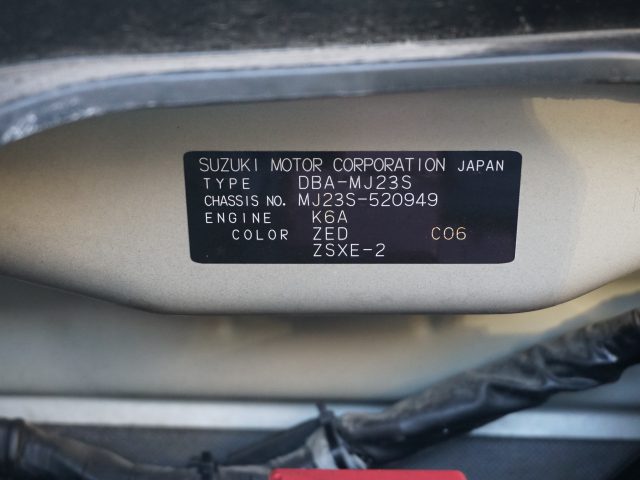 SUZUKI MOTOR CORPORATION JAPAN
TYPE DBA-MJ23S
CHASSIS NO. MJ23S-520949
ENGINE K6A
COLOR ZED C06
ZSXE-2